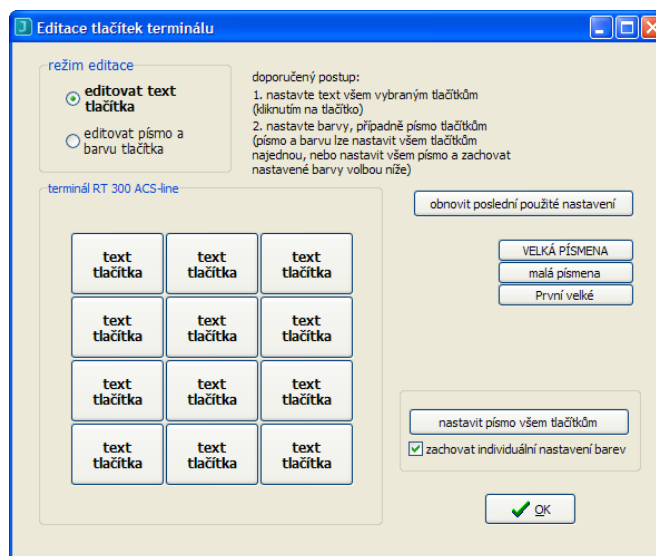 Editace tlačítek terminálu
režim editace
editovat text
tlačítka
editovat písmo a
barvu tlačítka
doporučený postup:
1. nastavte text všem vybraným tlačítkům
(kliknutím na tlačítko)
2. nastavte barvy, případně písmo tlačítkům
(písmo a barvu lze nastavit všem tlačítkům
najednou, nebo nastavit všem písmo a zachovat
nastavené barvy volbou níže)
terminál RT 300 ACS-line
obnovit poslední použité nastavení
VELKÁ PÍSMENA
malá písmena
První velké
text
tlačítka
text
tlačítka
text
tlačítka
text
tlačítka
text
tlačítka
text
tlačítka
text
tlačítka
text
tlačítka
text
tlačítka
text
tlačítka
text
tlačítka
text
tlačítka
nastavit písmo všem tlačítkům
zachovat individuální nastavení barev
OK